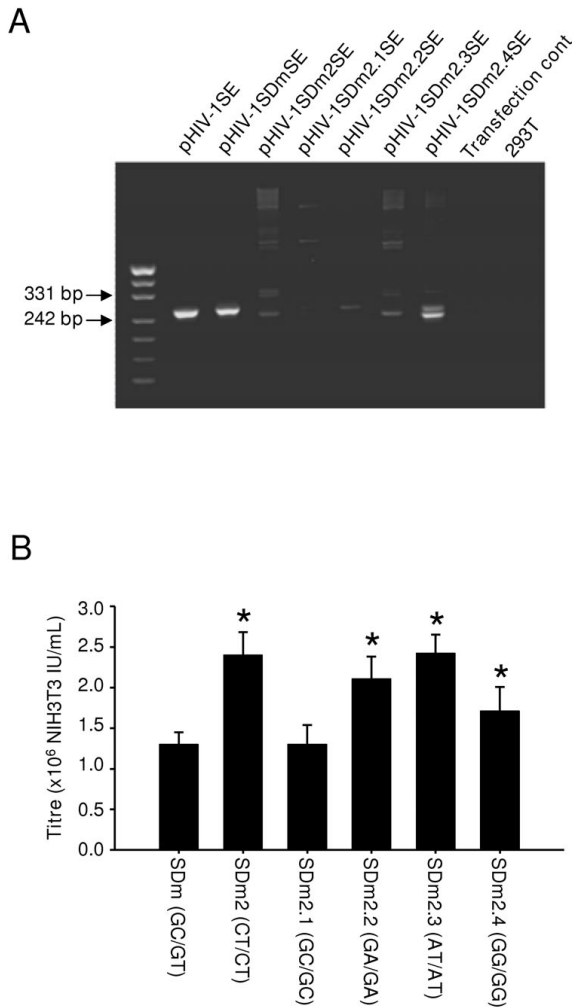 A
pHIV-1SE
pHIV-1SDmSE
pHIV-1SDm2SE
pHIV-1SDm2.1SE
pHIV-1SDm2.2SE
pHIV-1SDm2.3SE
pHIV-1SDm2.4SE
Transfection cont
293T
331 bp
242 bp
B
Titre (x10⁶ NIH3T3 IU/mL)
3.0
2.5
2.0
1.5
1.0
0.5
0.0
*
*
*
*
SDm (GC/GT)
SDm2 (CT/CT)
SDm2.1 (GC/GC)
SDm2.2 (GA/GA)
SDm2.3 (AT/AT)
SDm2.4 (GG/GG)